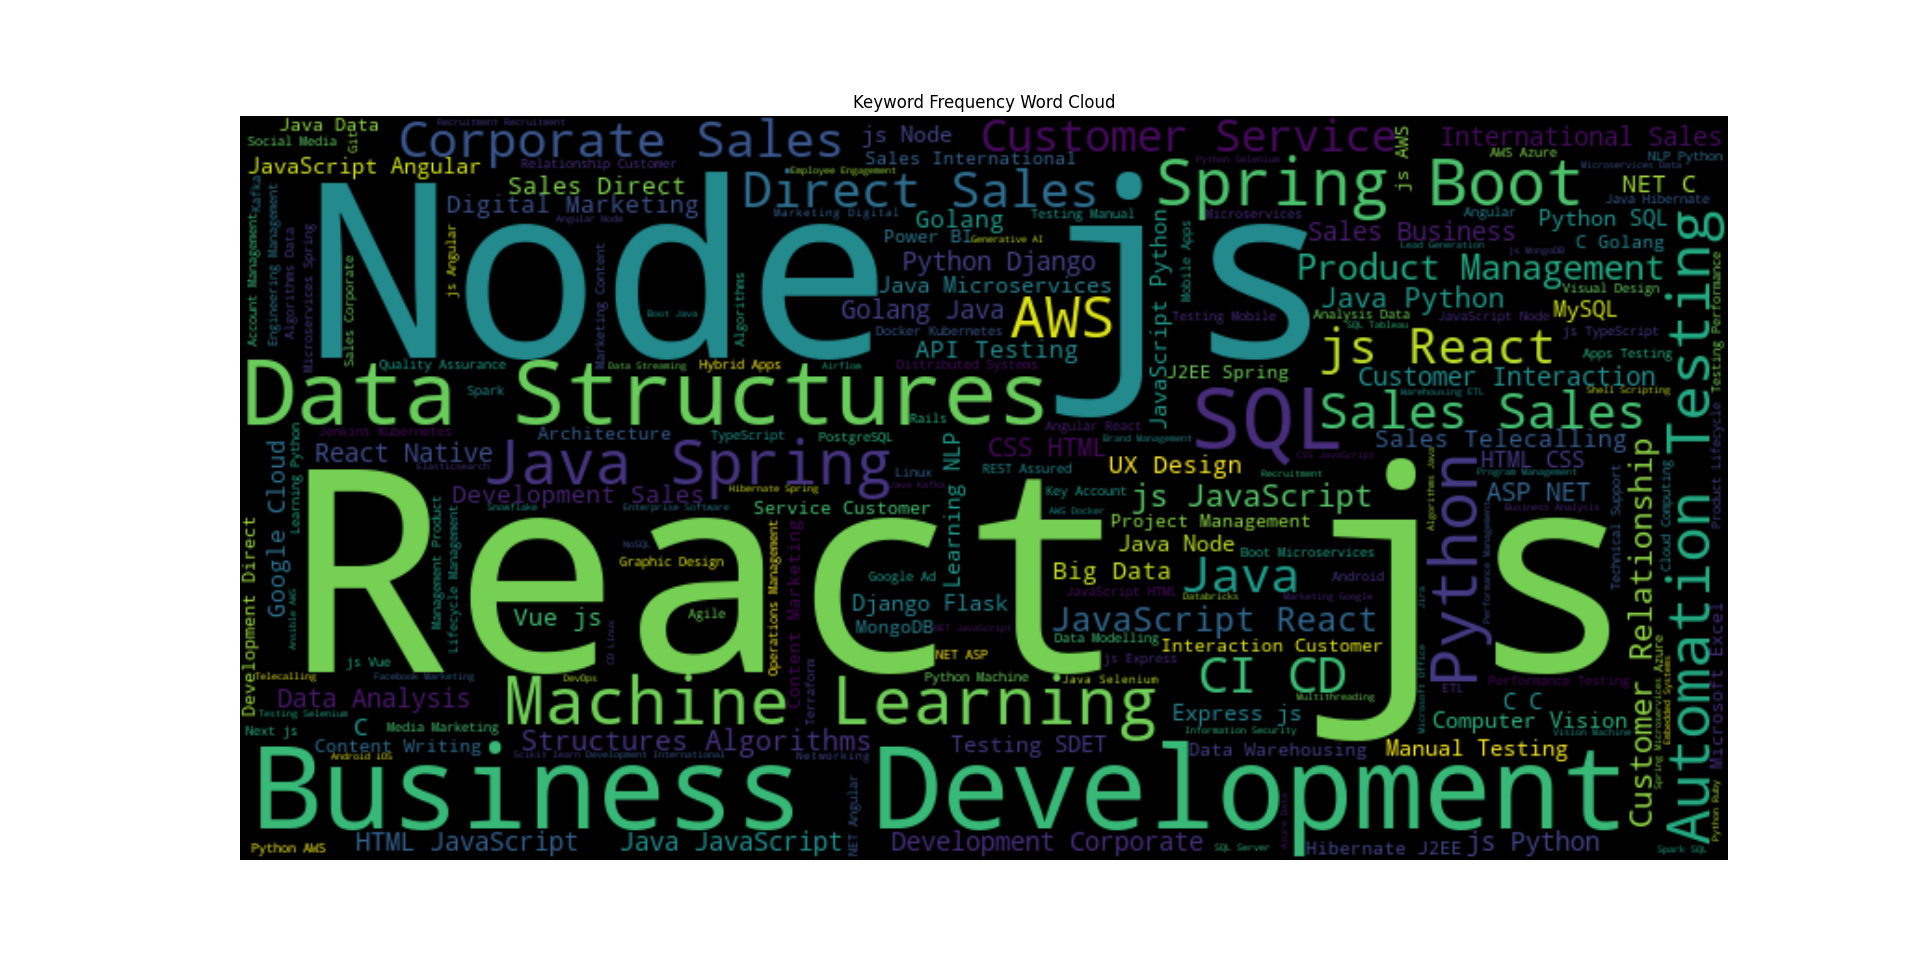 Keyword Frequency Word Cloud
Java Data
Recruitment Recruitment
Corporate Sales
js Node
Customer Service
js AWS
International Sales
Social Media
Git
JavaScript Angular
Relationship Customer
Sales International
Python Selenium
AWS Azure
NLP Python
Microservices Data
Employee Engagement
Sales Direct
Direct Sales
Spring Boot
NET C
Java Hibernate
Kafka
Digital Marketing
Marketing Digital
Angular Node
Node js
Golang
Testing Manual
Microservices
Angular
Python SQL
Account Management
Engineering Management
Algorithms Data
Microservices Spring
Sales Corporate
js Angular
Marketing Content
Algorithms
Boot Java
Power BI
Generative AI
Python Django
Java Microservices
Golang Java
AWS
Docker Kubernetes
API Testing
JavaScript Python
Mobile Apps
Sales Business
Lead Generation
js MongoDB
C Golang
Product Management
Visual Design
Java Python
MySQL
Testing Mobile
Analysis Data
JavaScript Node
SQL Tableau
js TypeScript
js React
Apps Testing
Automation Testing
Testing Performance
Quality Assurance
Data Streaming
Hybrid Apps
Airflow
Distributed Systems
J2EE Spring
Customer Interaction
Data Structures
Spark
Rails
Warehousing ETL
Shell Scripting
SQL
Sales Sales
Jenkins Kubernetes
Architecture
TypeScript
PostgreSQL
Angular React
Brand Management
CSS HTML
CSS JavaScript
Sales Telecalling
React Native
Elasticsearch
Java Spring
Linux
Java Kafka
Learning NLP
REST Assured
UX Design
Recruitment
HTML CSS
Program Management
Google Cloud
Learning Python
Development Sales
Hibernate Spring
Snowflake
Enterprise Software
Service Customer
Key Account
js JavaScript
AWS Docker
Algorithms Java
Python
ASP NET
Business Analysis
Technical Support
Customer Relationship
Cloud Computing
Product Lifecycle
Project Management
React js
Development Direct
Ansible AWS
Management Product
Lifecycle Management
NoSQL
Graphic Design
Operations Management
Content Marketing
Java Node
Boot Microservices
Google Ad
Big Data
Java
Android
Performance Management
JavaScript HTML
Databricks
Marketing Google
Jira
Vue js
Agile
CD Linux
Django Flask
MongoDB
NET JavaScript
JavaScript React
Data Modelling
Interaction Customer
js Vue
NET ASP
js Express
CI CD
Microsoft Office
Telecalling
Facebook Marketing
DevOps
Python Machine
Java Selenium
ETL
Performance Testing
Spring Microservices
Azure
Embedded Systems
Microsoft Excel
Data Analysis
Machine Learning
Terraform
Multithreading
C C
Testing Selenium
Express js
Computer Vision
Next js
C
Media Marketing
Information Security
Vision Machine
Content Writing
Structures Algorithms
Testing SDET
Data Warehousing
Manual Testing
Android iOS
Scikit learn
Development International
Networking
Business Development
NET Angular
Azure Data
Python Ruby
Python AWS
HTML JavaScript
Java JavaScript
Development Corporate
SQL Server
Hibernate J2EE
js Python
Spark SQL